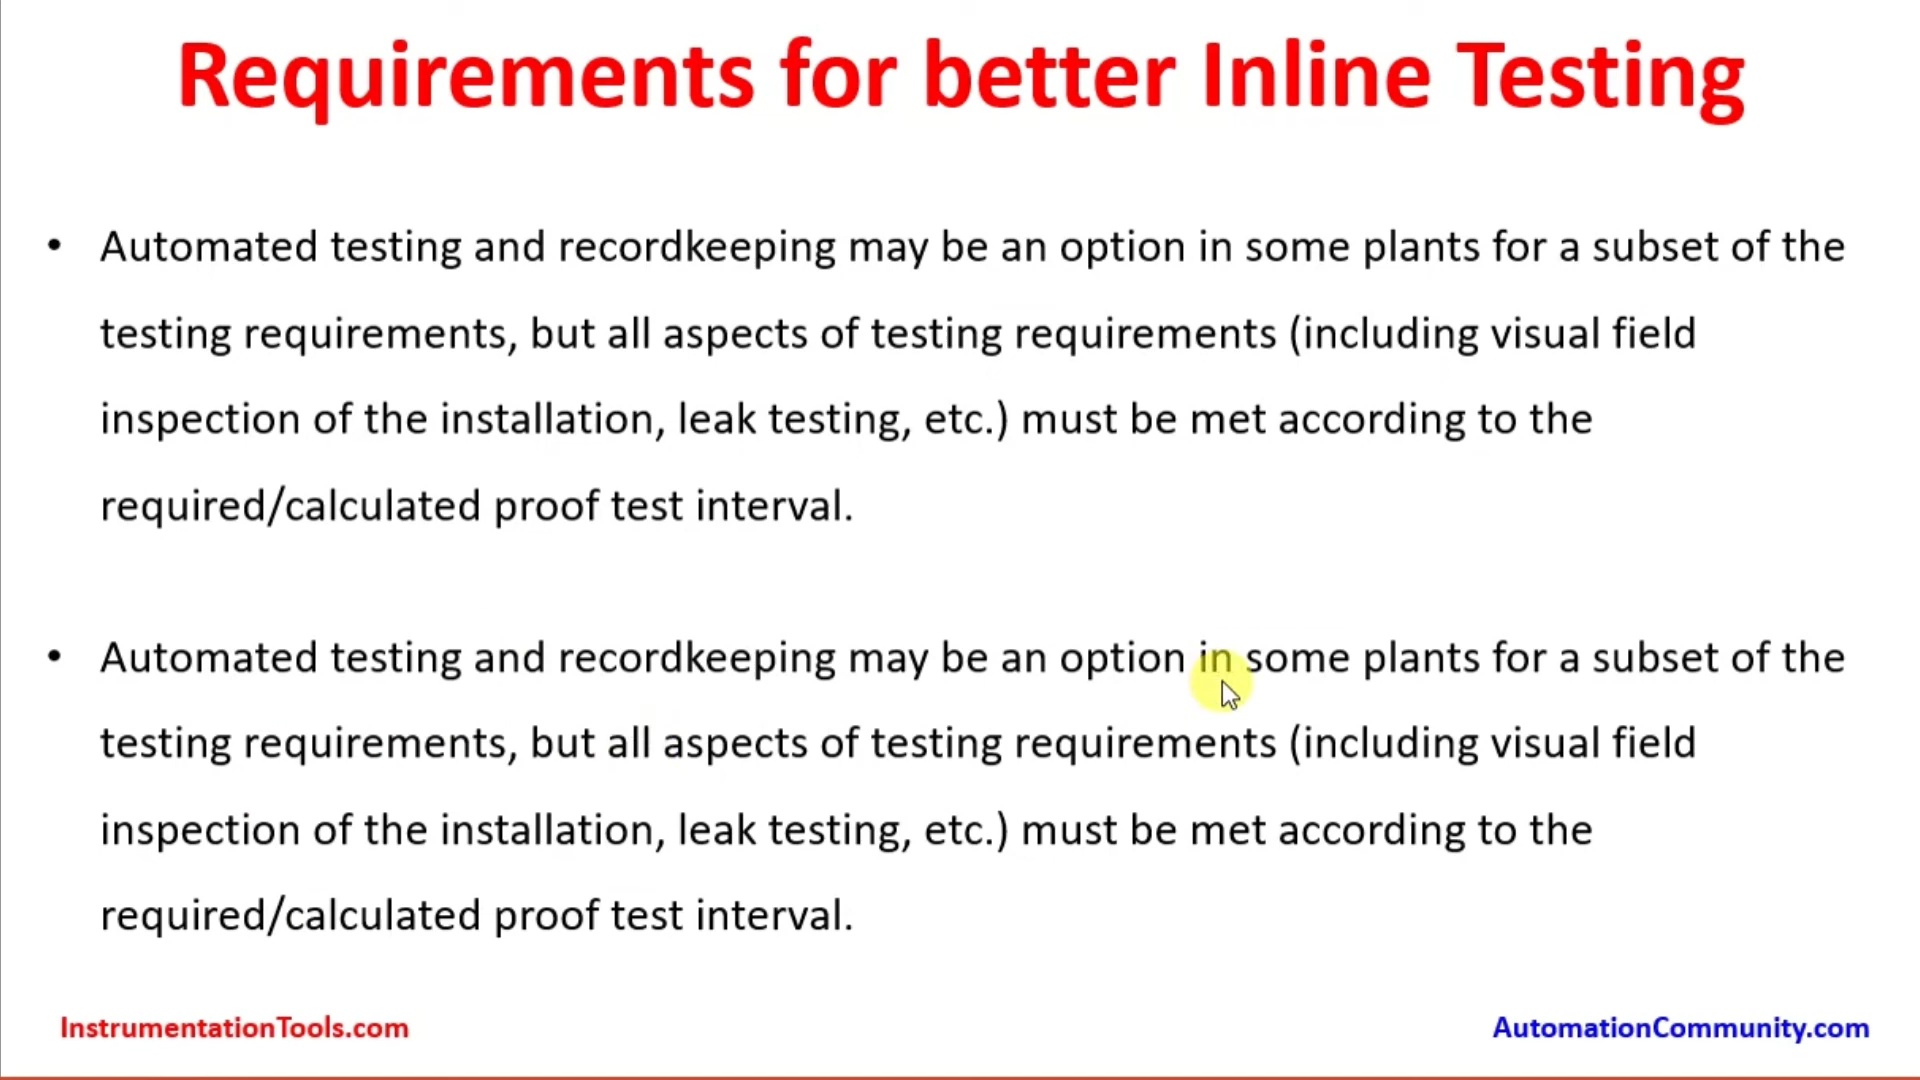 Requirements for better Inline Testing
• Automated testing and recordkeeping may be an option in some plants for a subset of the
testing requirements, but all aspects of testing requirements (including visual field
inspection of the installation, leak testing, etc.) must be met according to the
required/calculated proof test interval.
• Automated testing and recordkeeping may be an option in some plants for a subset of the
testing requirements, but all aspects of testing requirements (including visual field
inspection of the installation, leak testing, etc.) must be met according to the
required/calculated proof test interval.
InstrumentationTools.com
AutomationCommunity.com